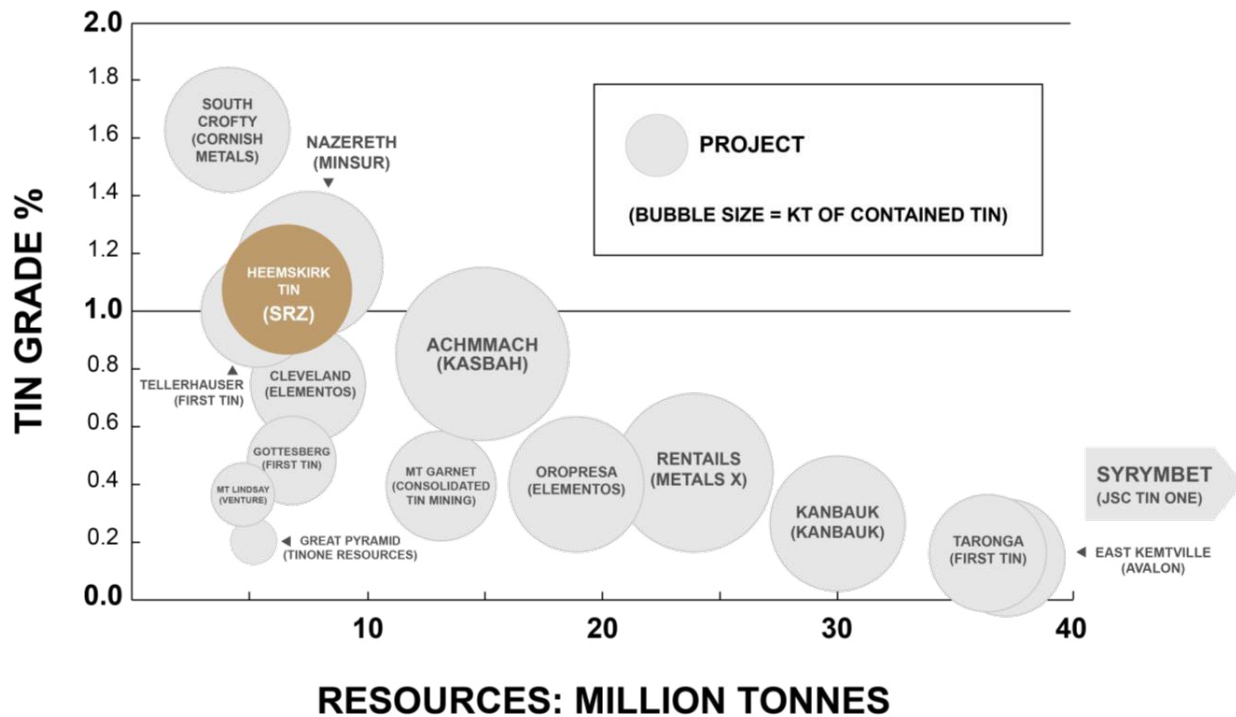 TIN GRADE %
2.0
1.8
1.6
1.4
1.2
1.0
0.8
0.6
0.4
0.2
0.0
SOUTH
CROFTY
(CORNISH
METALS)
NAZERETH
(MINSUR)
PROJECT
(BUBBLE SIZE = KT OF CONTAINED TIN)
HEEMSKIRK
TIN
(SRZ)
TELLERHAUSER
(FIRST TIN)
CLEVELAND
(ELEMENTOS)
ACHMMACH
(KASBAH)
GOTTESBERG
(FIRST TIN)
MT LINDSAY
(VENTURE)
GREAT PYRAMID
(TINONE RESOURCES)
MT GARNET
(CONSOLIDATED
TIN MINING)
OROPRESA
(ELEMENTOS)
RENTAILS
(METALS X)
KANBAUK
(KANBAUK)
TARONGA
(FIRST TIN)
EAST KEMTVILLE
(AVALON)
SYRYMBET
(JSC TIN ONE)
10
20
30
40
RESOURCES: MILLION TONNES